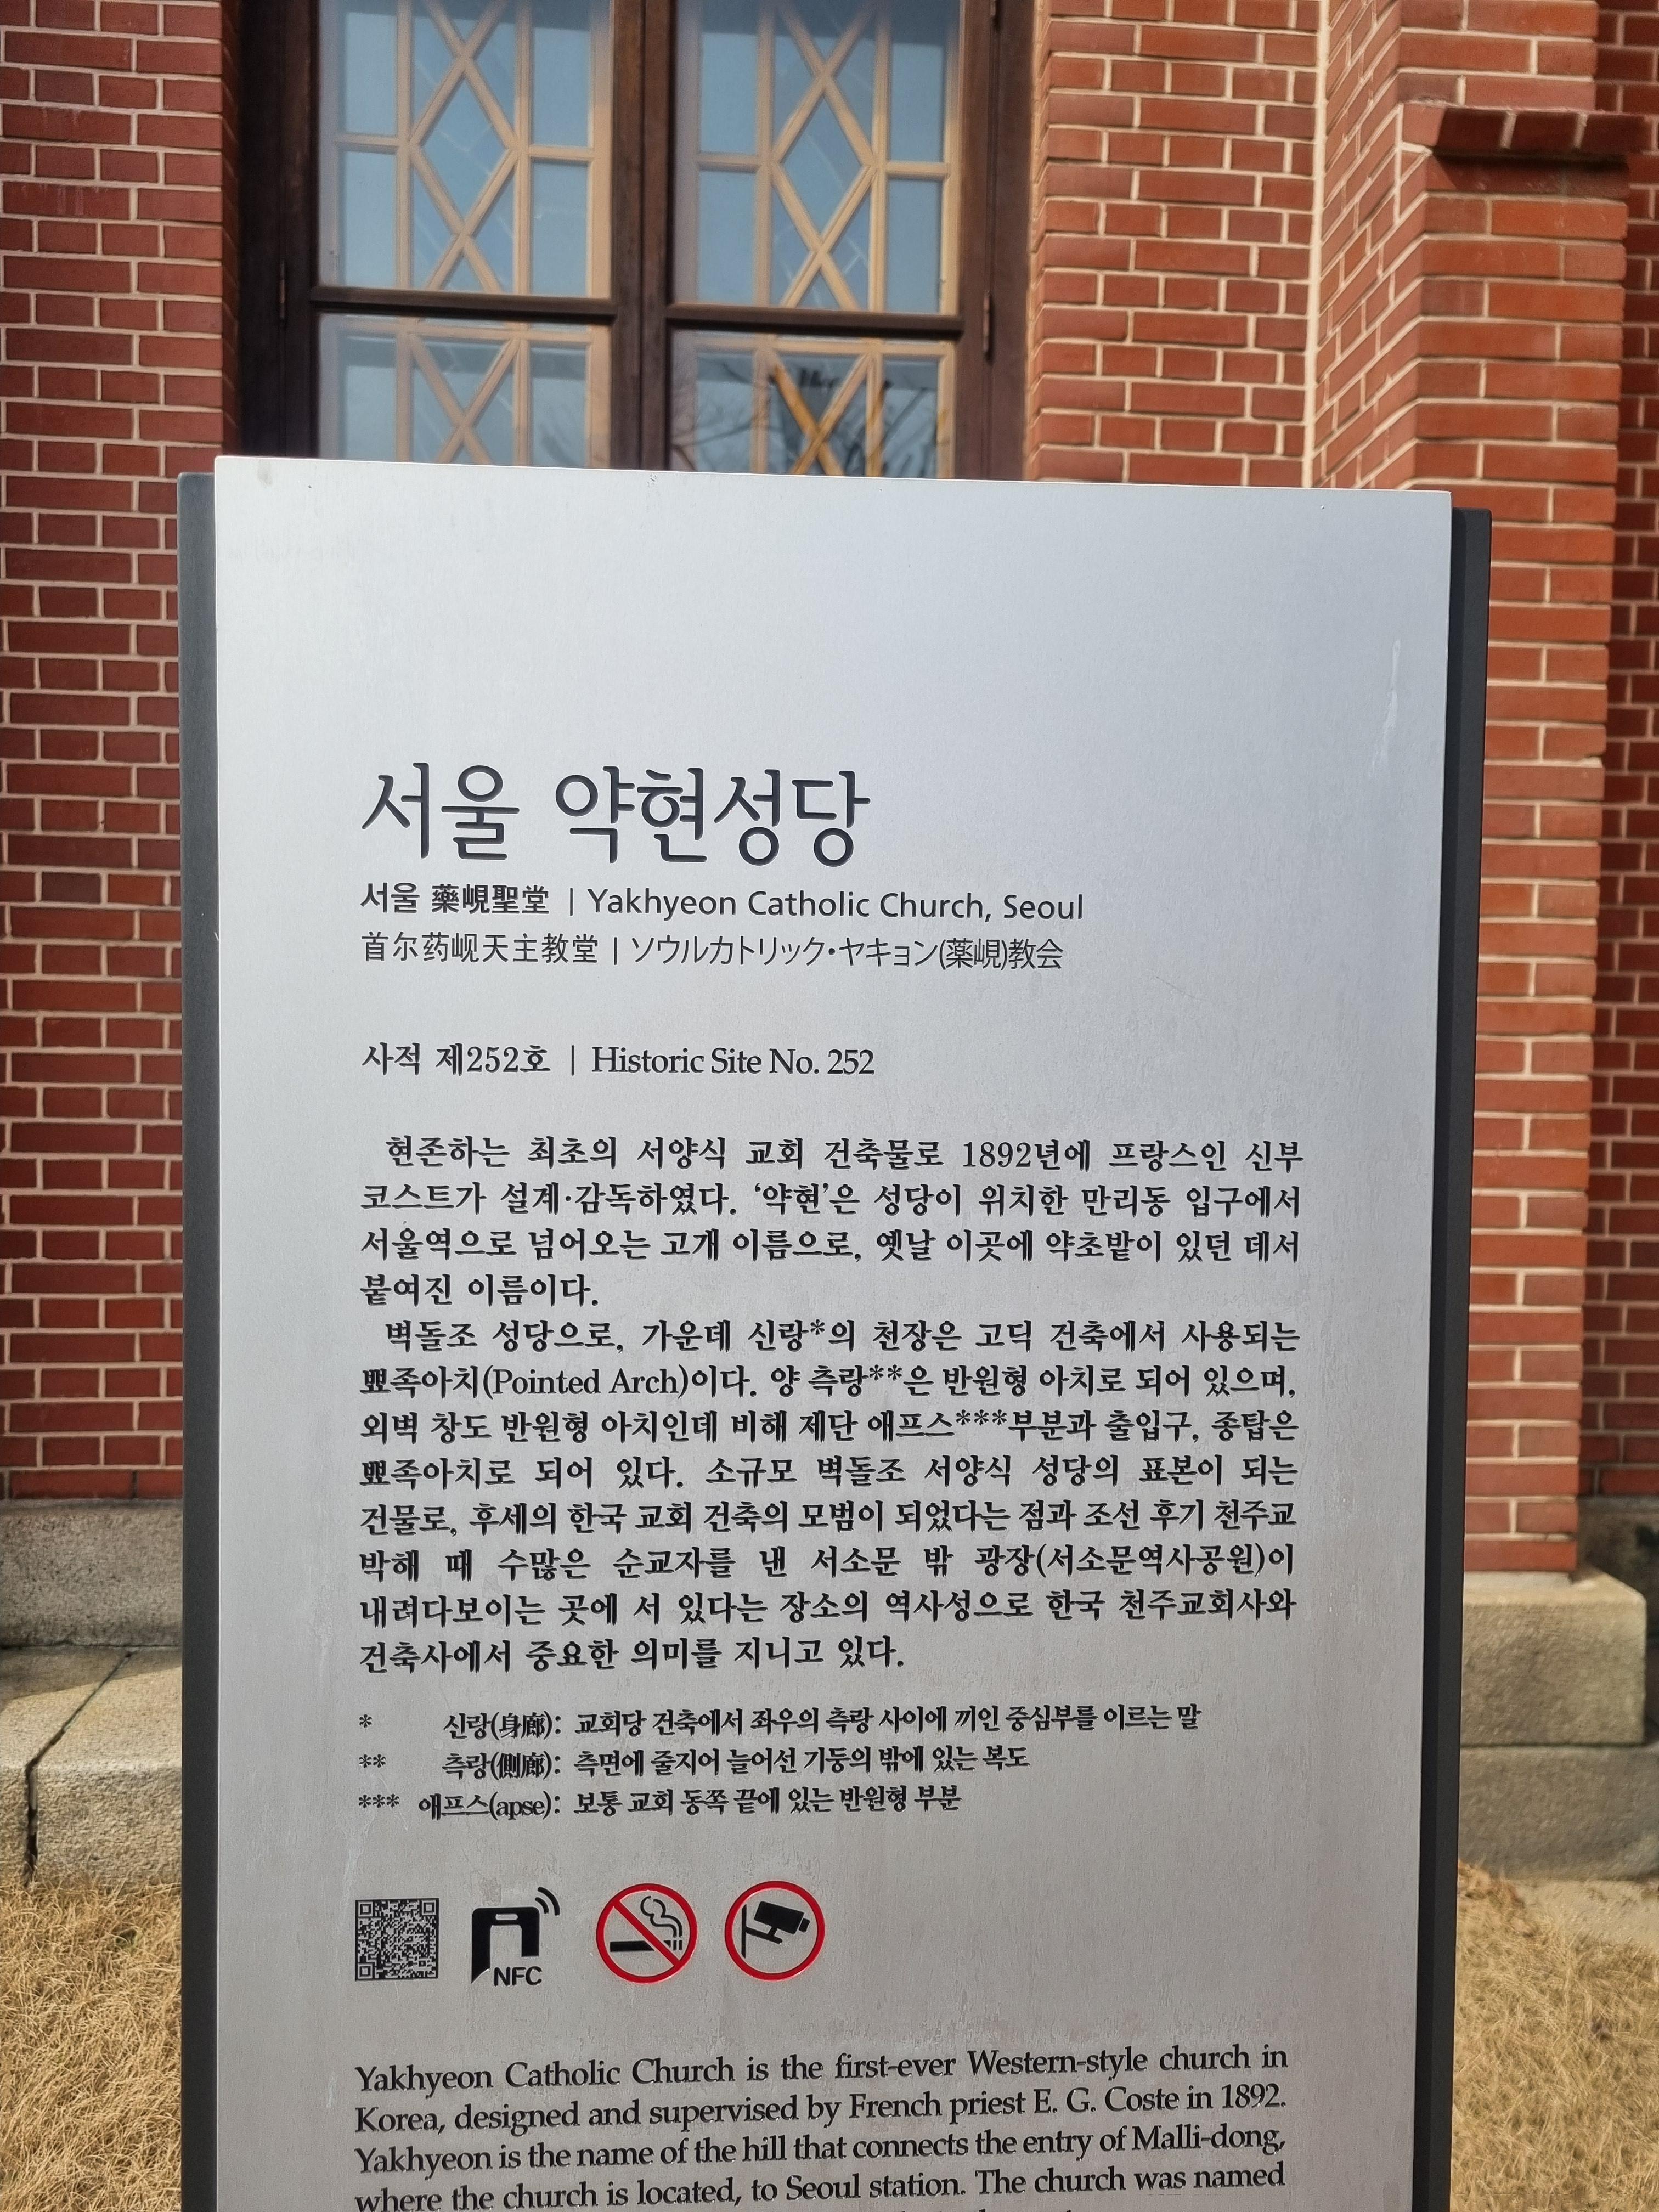 서울 약현성당
서울 藥峴聖堂 | Yakhyeon Catholic Church, Seoul
首尔药岘天主教堂 | ソウルカトリック・ヤキョン(薬峴)教会
사적 제252호 | Historic Site No. 252
현존하는 최초의 서양식 교회 건축물로 1892년에 프랑스인 신부
코스트가 설계·감독하였다. ‘약현’은 성당이 위치한 만리동 입구에서
서울역으로 넘어오는 고개 이름으로, 옛날 이곳에 약초밭이 있던 데서
붙여진 이름이다.
벽돌조 성당으로, 가운데 신랑*의 천장은 고딕 건축에서 사용되는
뾰족아치(Pointed Arch)이다. 양 측랑**은 반원형 아치로 되어 있으며,
외벽 창도 반원형 아치인데 비해 제단 애프스***부분과 출입구, 종탑은
뾰족아치로 되어 있다. 소규모 벽돌조 서양식 성당의 표본이 되는
건물로, 후세의 한국 교회 건축의 모범이 되었다는 점과 조선 후기 천주교
박해 때 수많은 순교자를 낸 서소문 밖 광장(서소문역사공원)이
내려다보이는 곳에 서 있다는 장소의 역사성으로 한국 천주교회사와
건축사에서 중요한 의미를 지니고 있다.
* 신랑(身廊): 교회당 건축에서 좌우의 측랑 사이에 끼인 중심부를 이르는 말
** 측랑(側廊): 측면에 줄지어 늘어선 기둥의 밖에 있는 복도
*** 애프스(apse): 보통 교회 동쪽 끝에 있는 반원형 부분
NFC
Yakhyeon Catholic Church is the first-ever Western-style church in
Korea, designed and supervised by French priest E. G. Coste in 1892.
Yakhyeon is the name of the hill that connects the entry of Malli-dong,
where the church is located, to Seoul station. The church was named